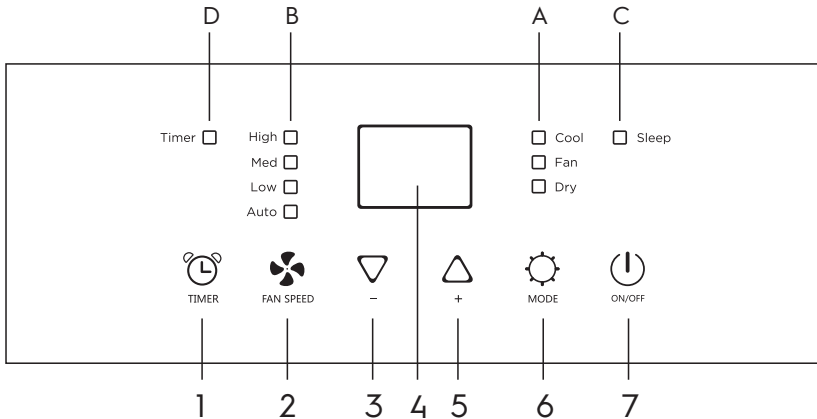 D B A C
Timer High Cool Sleep
Med Fan
Low Dry
Auto
TIMER FAN SPEED – + MODE ON/OFF
1 2 3 4 5 6 7